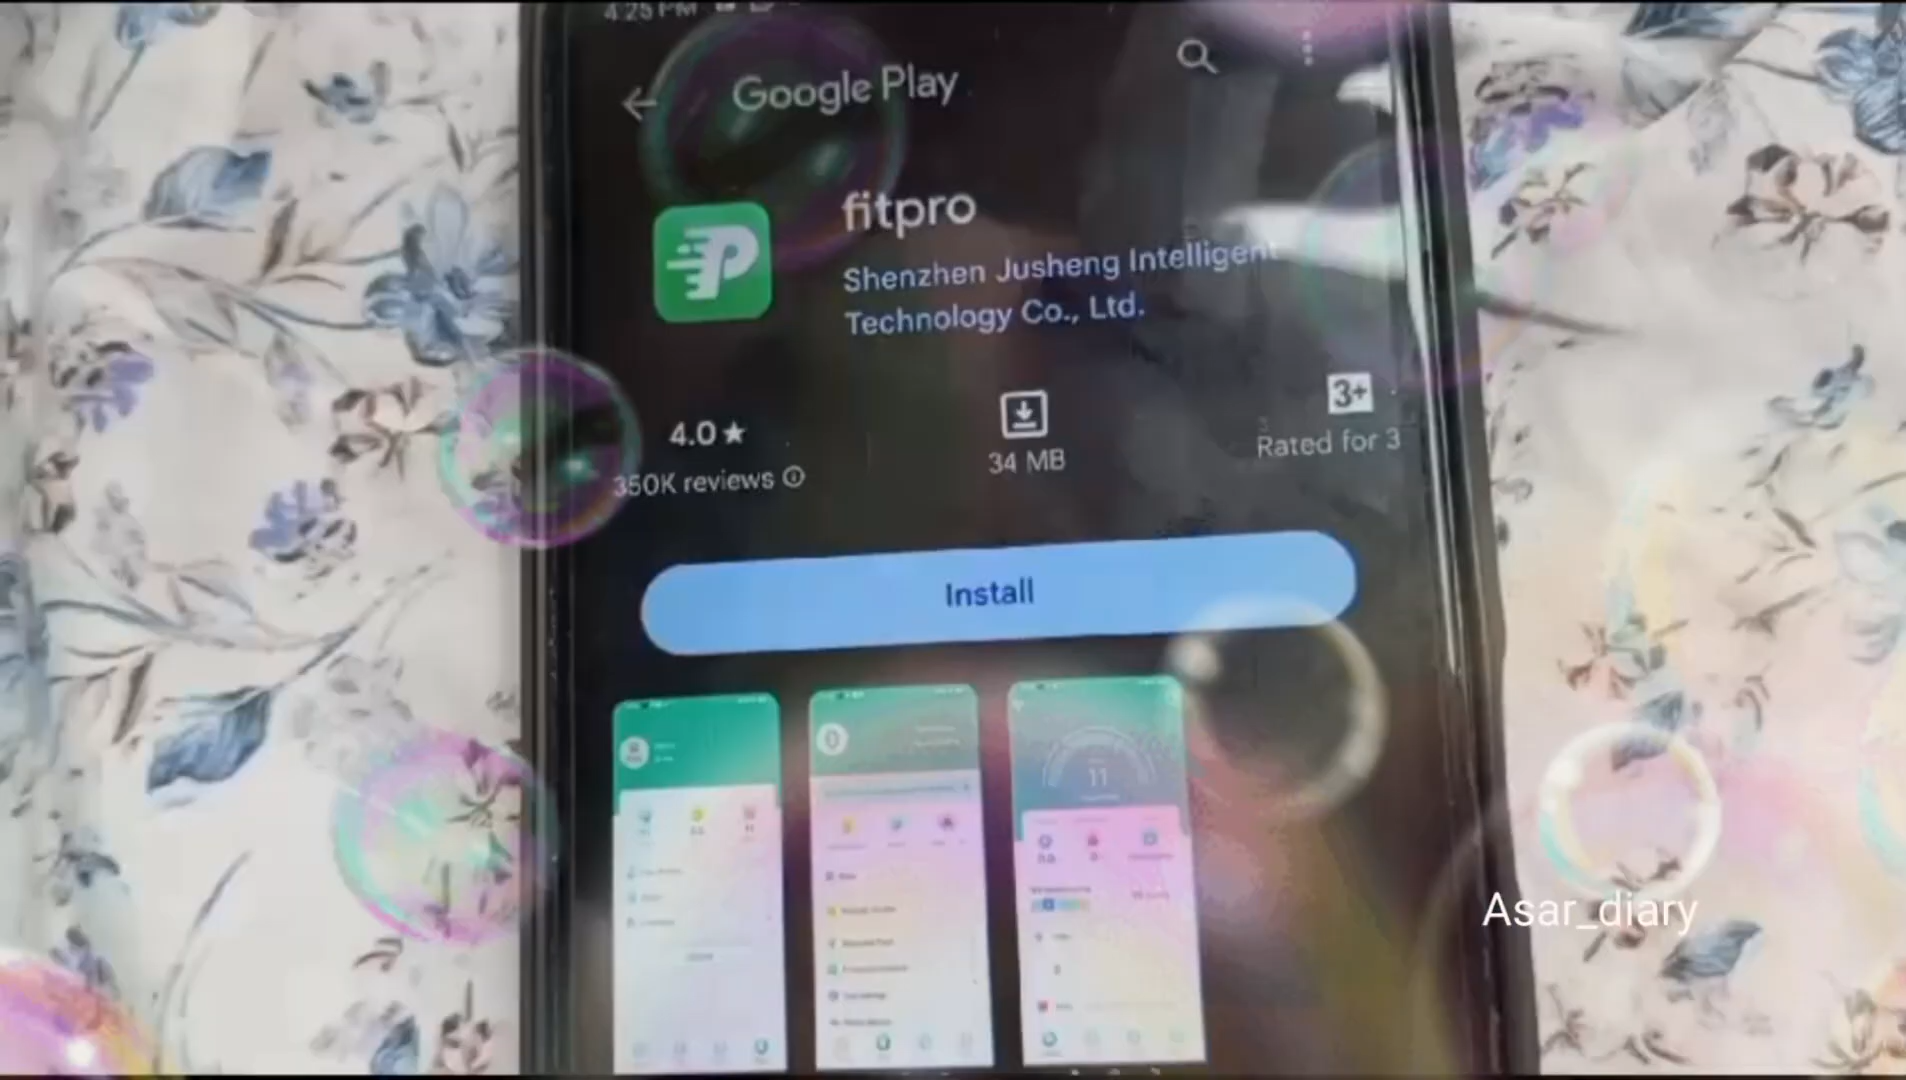 4:25 PM
Google Play
fitpro
Shenzhen Jusheng Intelligent
Technology Co., Ltd.
4.0 ★
350K reviews
34 MB
3+
Rated for 3
Install
11
Asar_diary